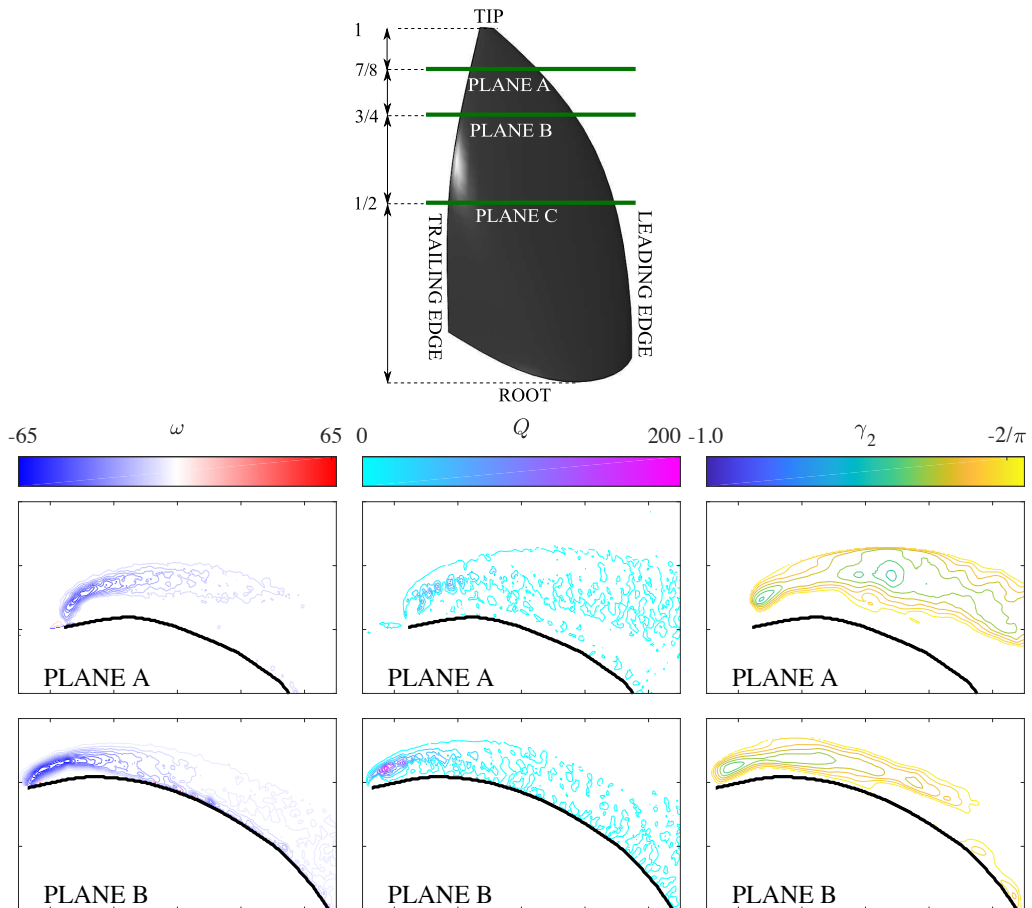 TIP
1
7/8
PLANE A
3/4
PLANE B
1/2
PLANE C
TRAILING EDGE
LEADING EDGE
ROOT
-65 ω 65
0 Q 200
-1.0 γ₂ -2/π
PLANE A
PLANE A
PLANE A
PLANE B
PLANE B
PLANE B